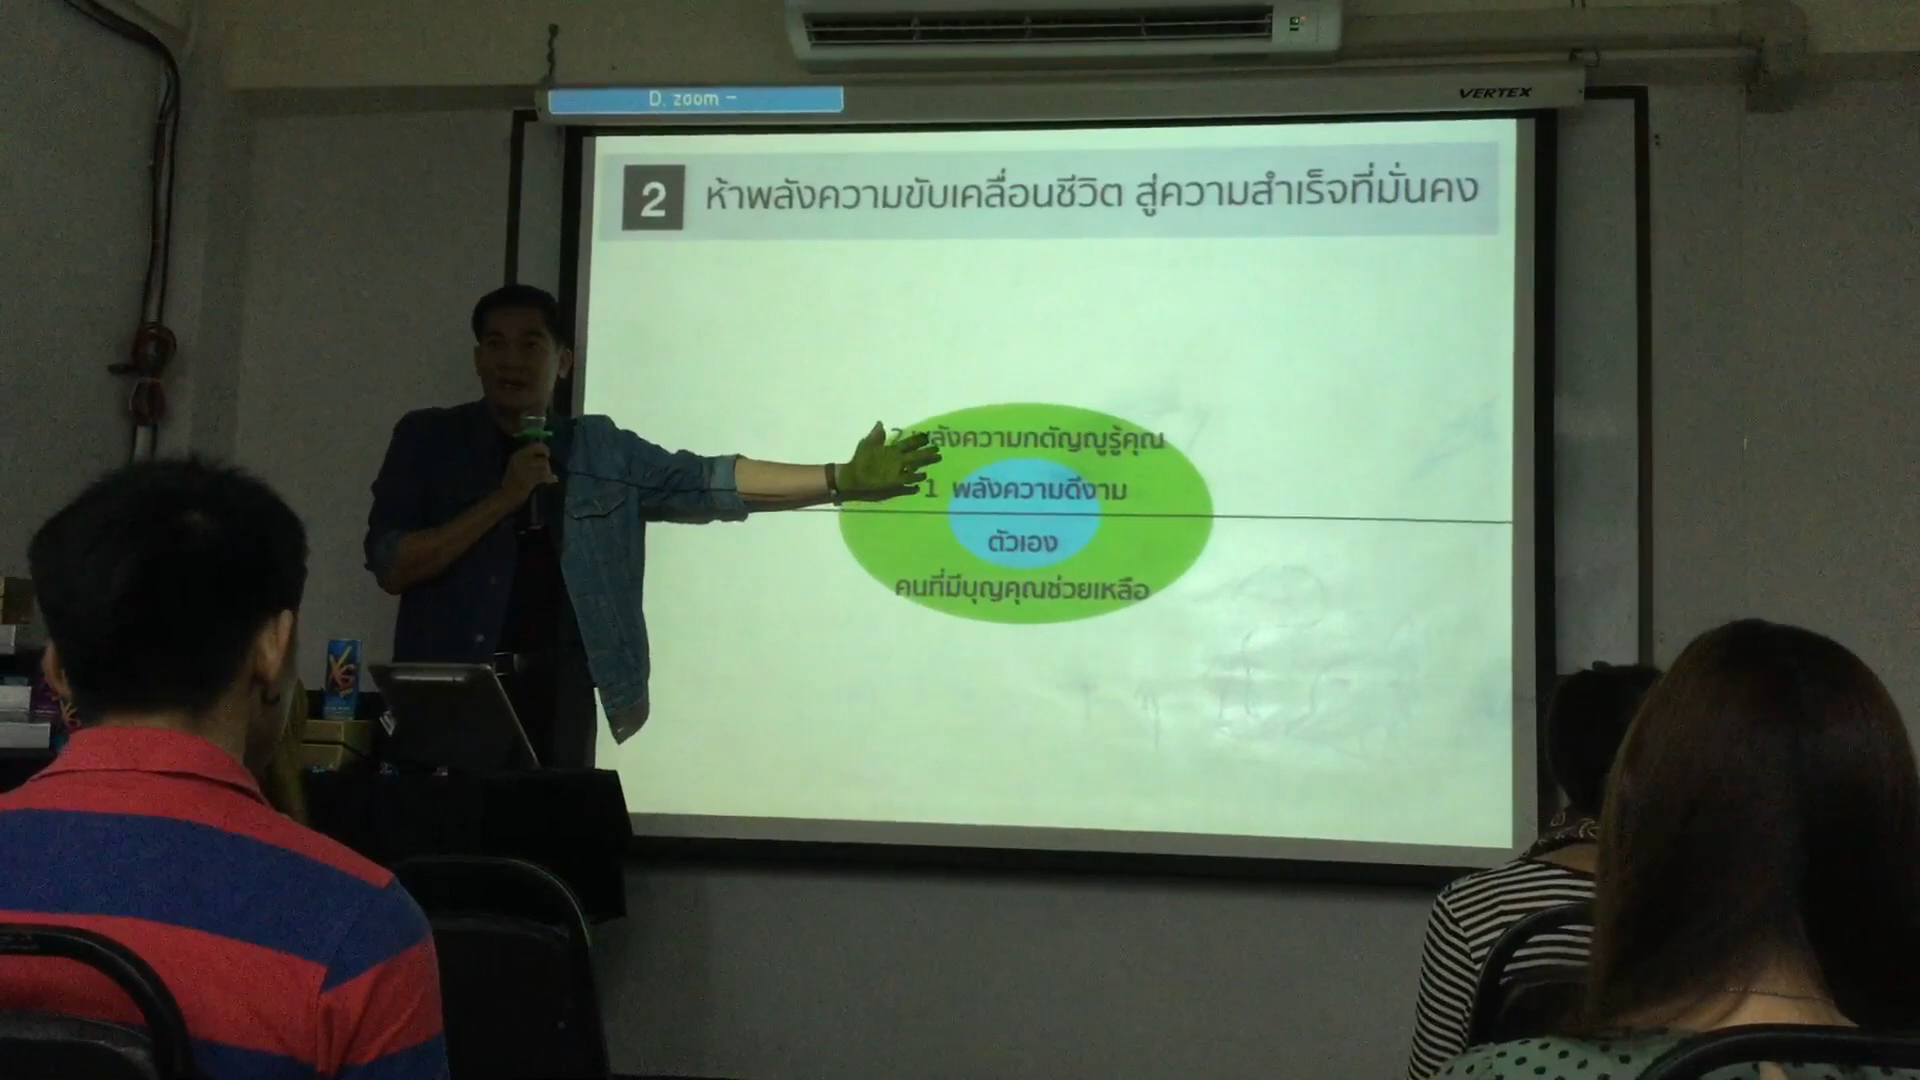 D. zoom -
VERTEX
2 ห้าพลังความขับเคลื่อนชีวิต สู่ความสำเร็จที่มั่นคง
2 พลังความกตัญญูรู้คุณ
1 พลังความดีงาม
ตัวเอง
คนที่มีบุญคุณช่วยเหลือ
XS